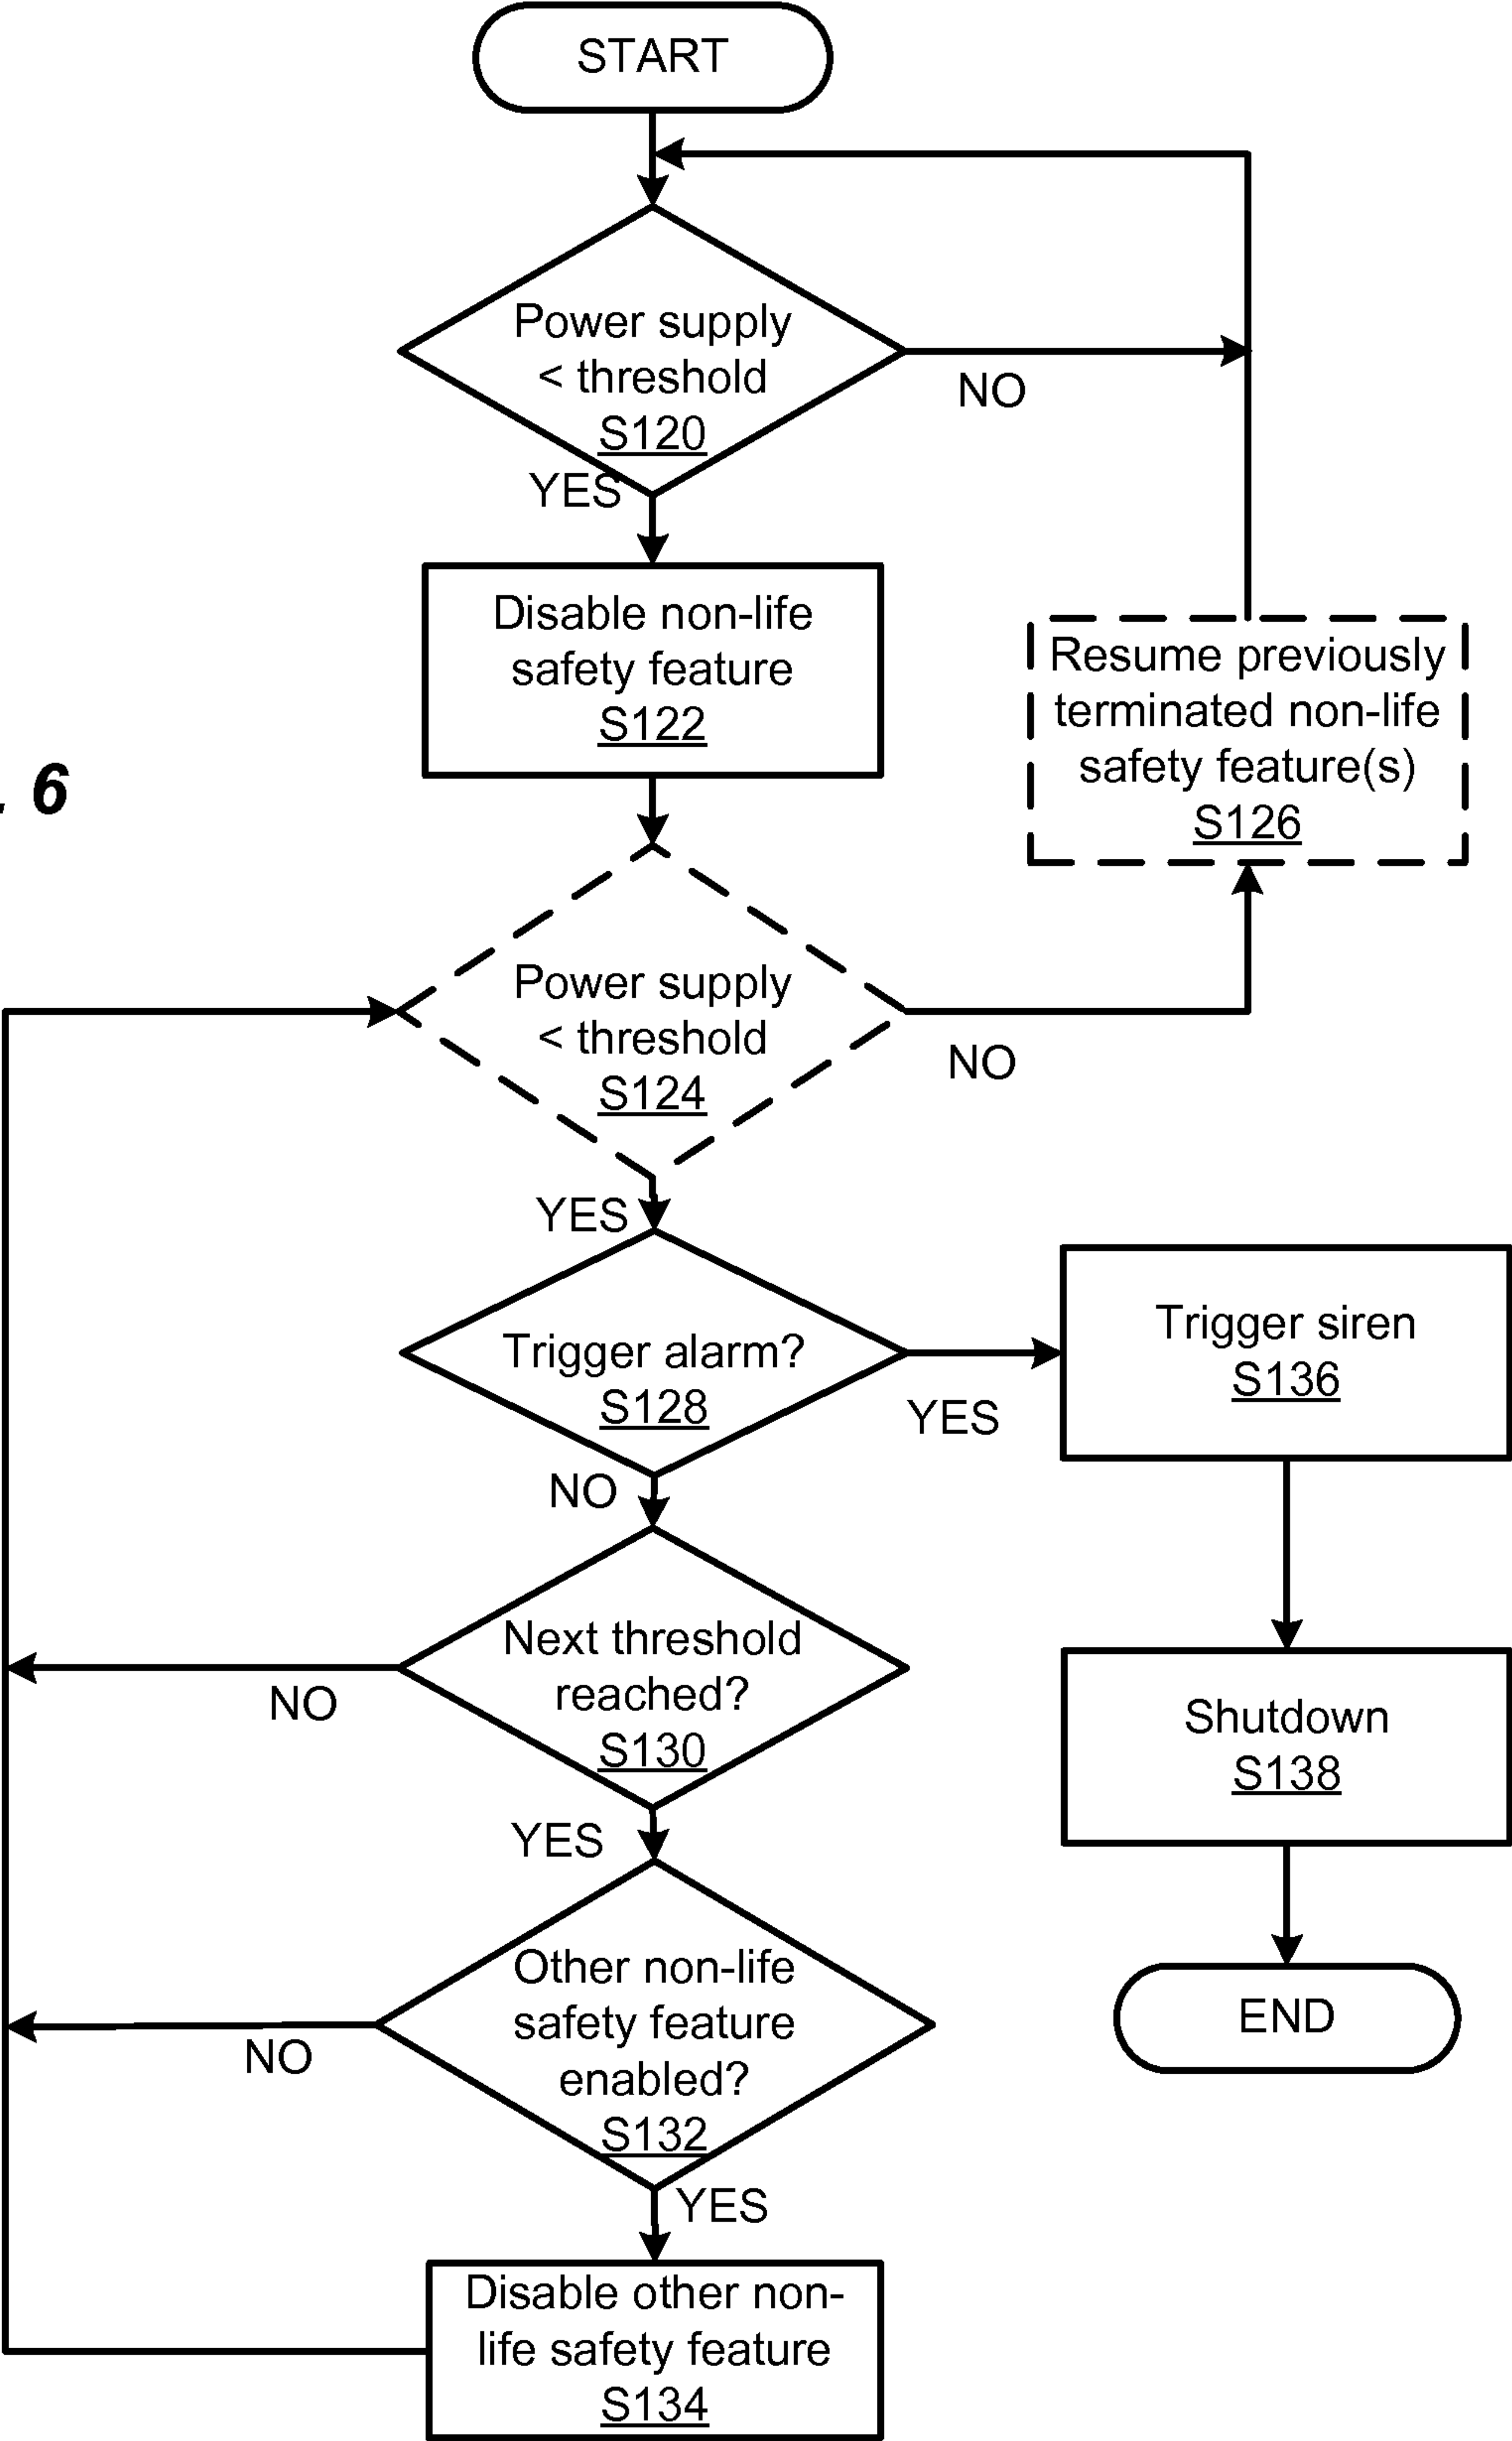 START
Power supply
< threshold
S120
NO
YES
Disable non-life
safety feature
S122
Resume previously
terminated non-life
safety feature(s)
S126
. 6
Power supply
< threshold
S124
NO
YES
Trigger alarm?
S128
YES
Trigger siren
S136
NO
Next threshold
reached?
S130
NO
Shutdown
S138
YES
Other non-life
safety feature
enabled?
S132
NO
END
YES
Disable other non-
life safety feature
S134